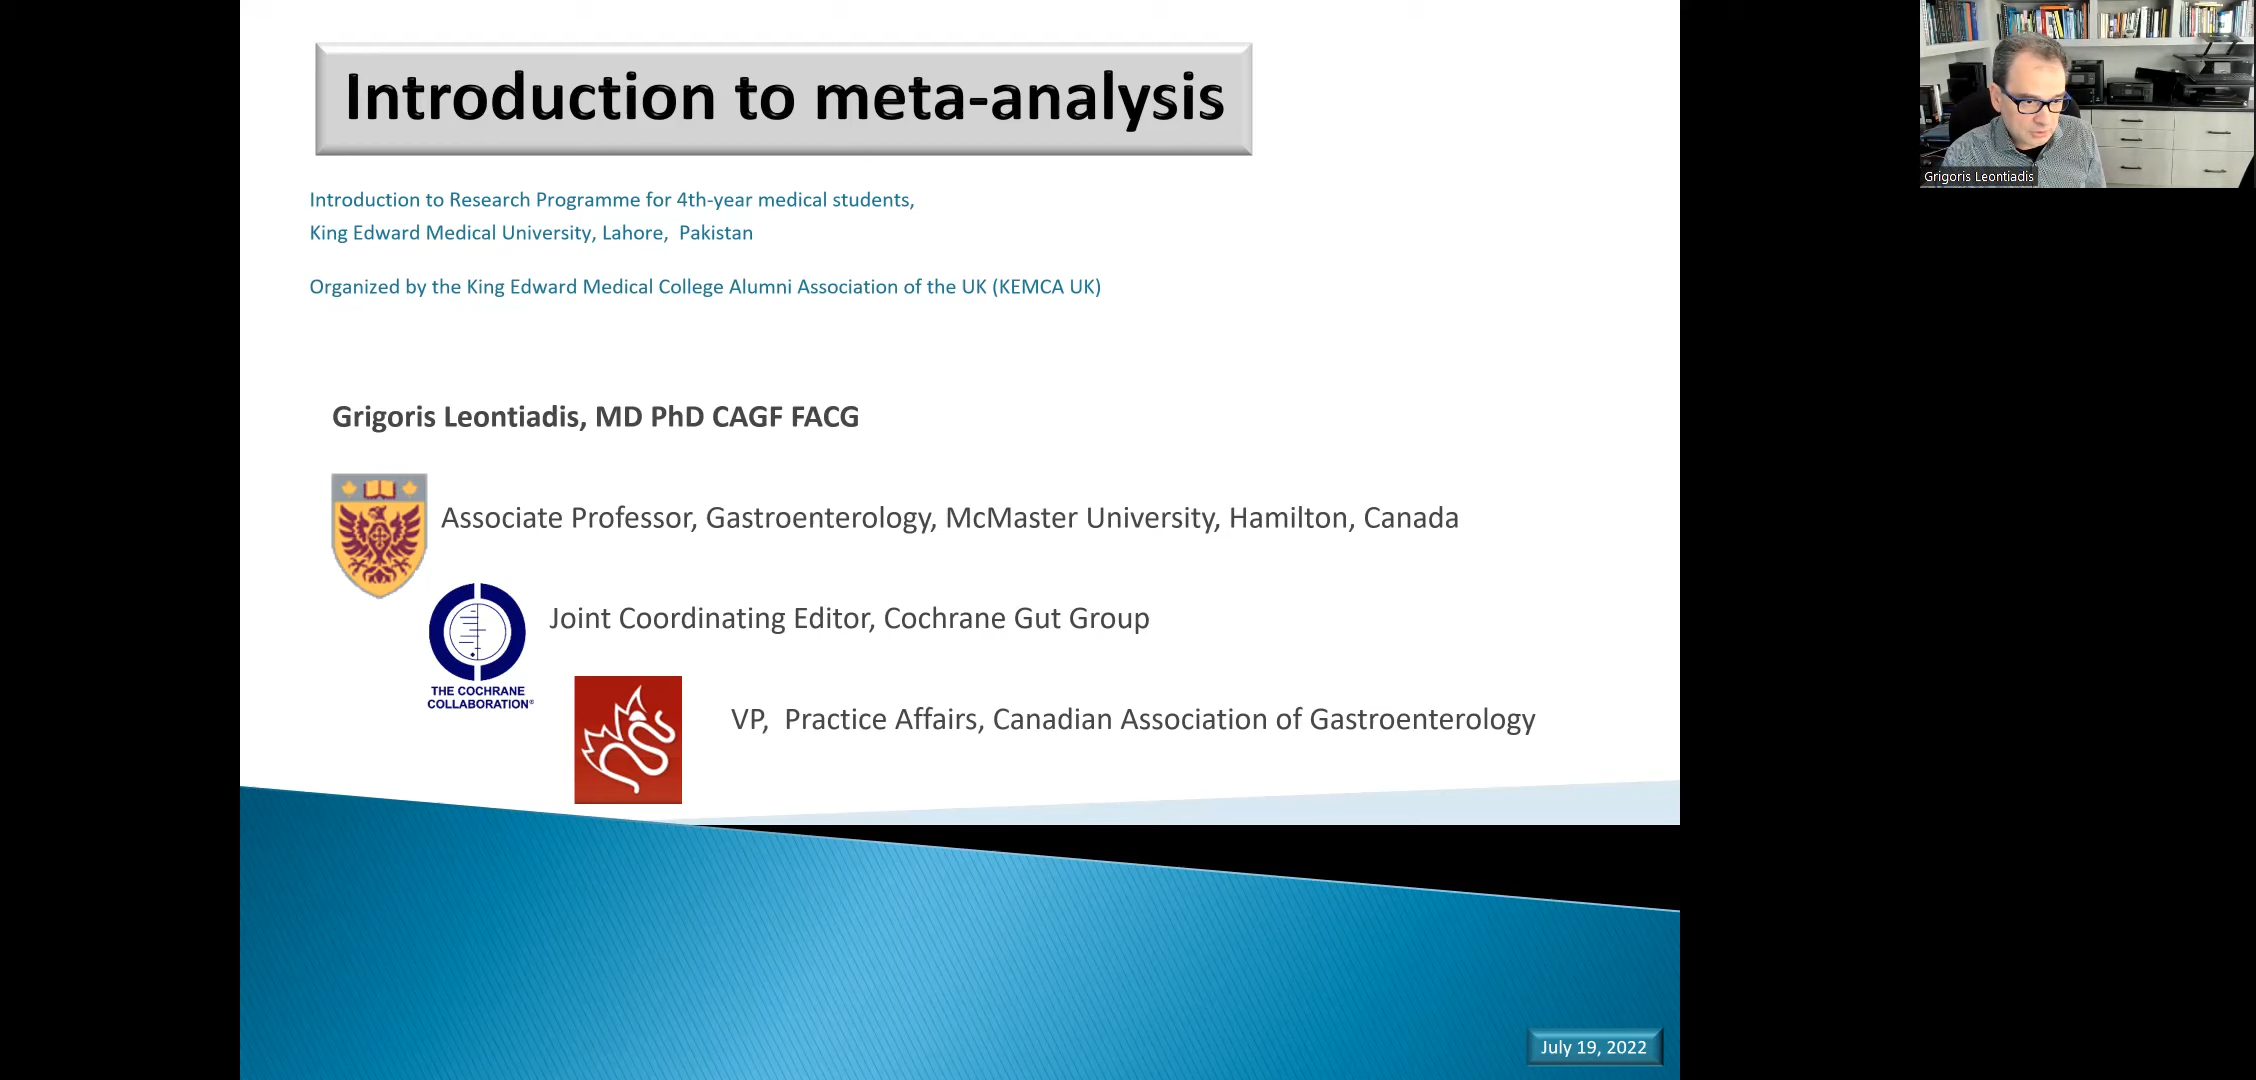 Introduction to meta-analysis
Introduction to Research Programme for 4th-year medical students,
King Edward Medical University, Lahore, Pakistan
Organized by the King Edward Medical College Alumni Association of the UK (KEMCA UK)
Grigoris Leontiadis, MD PhD CAGF FACG
Associate Professor, Gastroenterology, McMaster University, Hamilton, Canada
Joint Coordinating Editor, Cochrane Gut Group
THE COCHRANE
COLLABORATION®
VP, Practice Affairs, Canadian Association of Gastroenterology
July 19, 2022
Grigoris Leontiadis